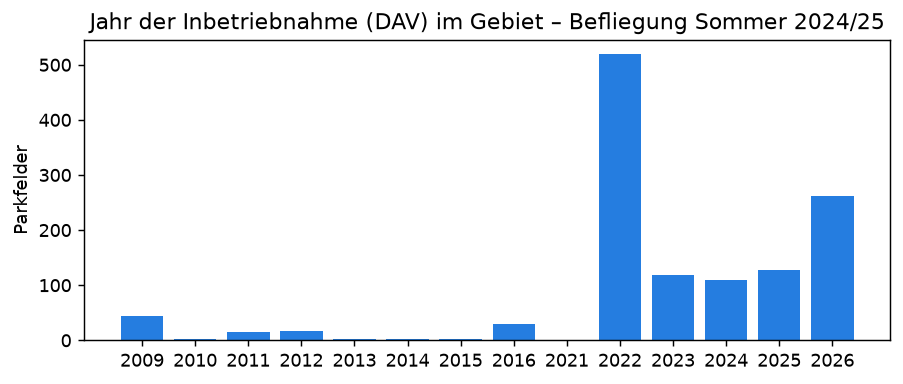 Jahr der Inbetriebnahme (DAV) im Gebiet – Befliegung Sommer 2024/25
Parkfelder
500
400
300
200
100
0
2009 2010 2011 2012 2013 2014 2015 2016 2021 2022 2023 2024 2025 2026